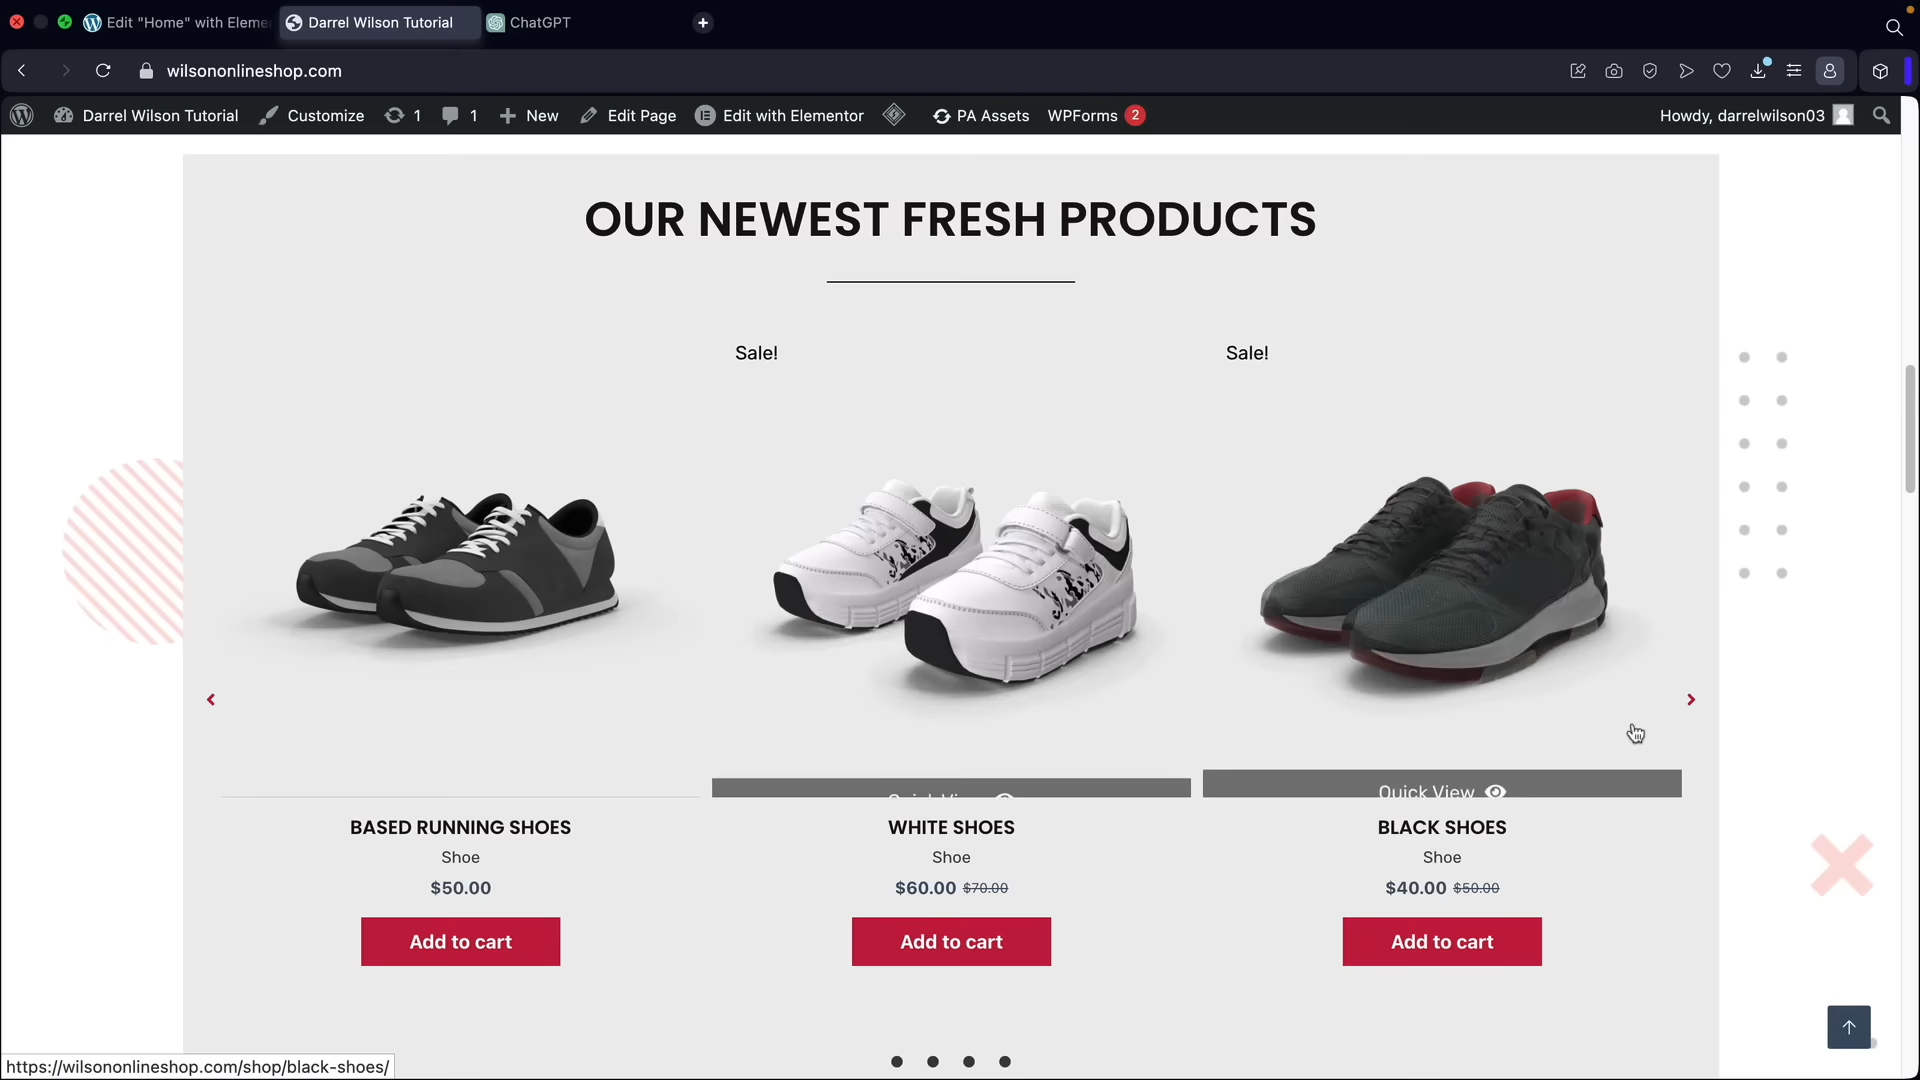 Edit "Home" with Eleme
Darrel Wilson Tutorial
ChatGPT
wilsononlineshop.com
Darrel Wilson Tutorial
Customize
1
1
New
Edit Page
Edit with Elementor
PA Assets
WPForms 2
Howdy, darrelwilson03
OUR NEWEST FRESH PRODUCTS
Sale!
Sale!
Quick View
Quick View
BASED RUNNING SHOES
Shoe
$50.00
Add to cart
WHITE SHOES
Shoe
$60.00 $70.00
Add to cart
BLACK SHOES
Shoe
$40.00 $50.00
Add to cart
https://wilsononlineshop.com/shop/black-shoes/